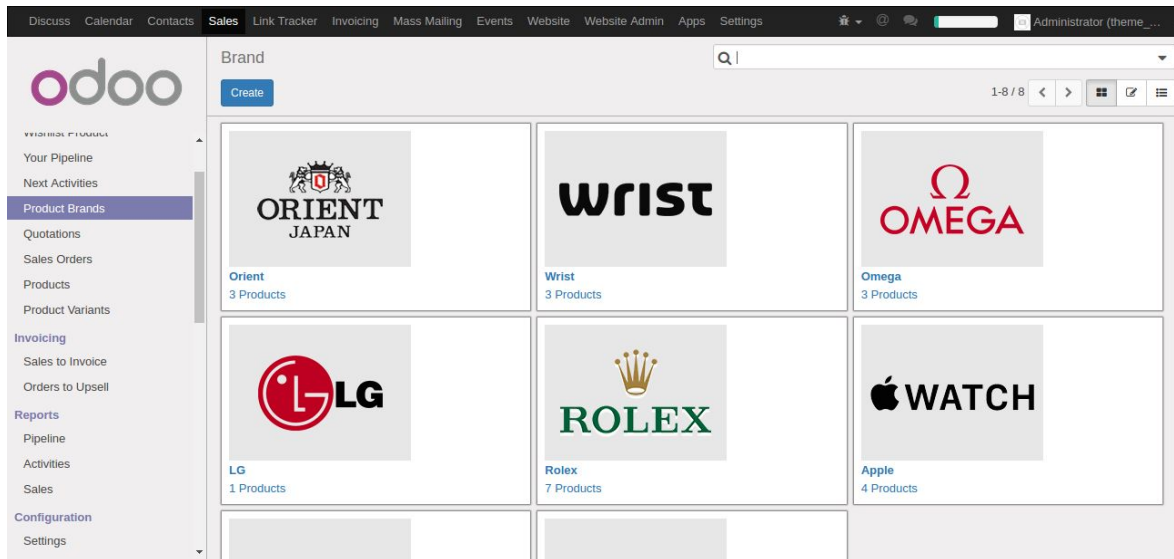 Discuss Calendar Contacts Sales Link Tracker Invoicing Mass Mailing Events Website Website Admin Apps Settings @ Administrator (theme_...
odoo
Wishlist Product
Your Pipeline
Next Activities
Product Brands
Quotations
Sales Orders
Products
Product Variants
Invoicing
Sales to Invoice
Orders to Upsell
Reports
Pipeline
Activities
Sales
Configuration
Settings
Brand
Create
1-8 / 8
ORIENT
JAPAN
Orient
3 Products
wrist
Wrist
3 Products
Ω
OMEGA
Omega
3 Products
LG
LG
1 Products
ROLEX
Rolex
7 Products
WATCH
Apple
4 Products